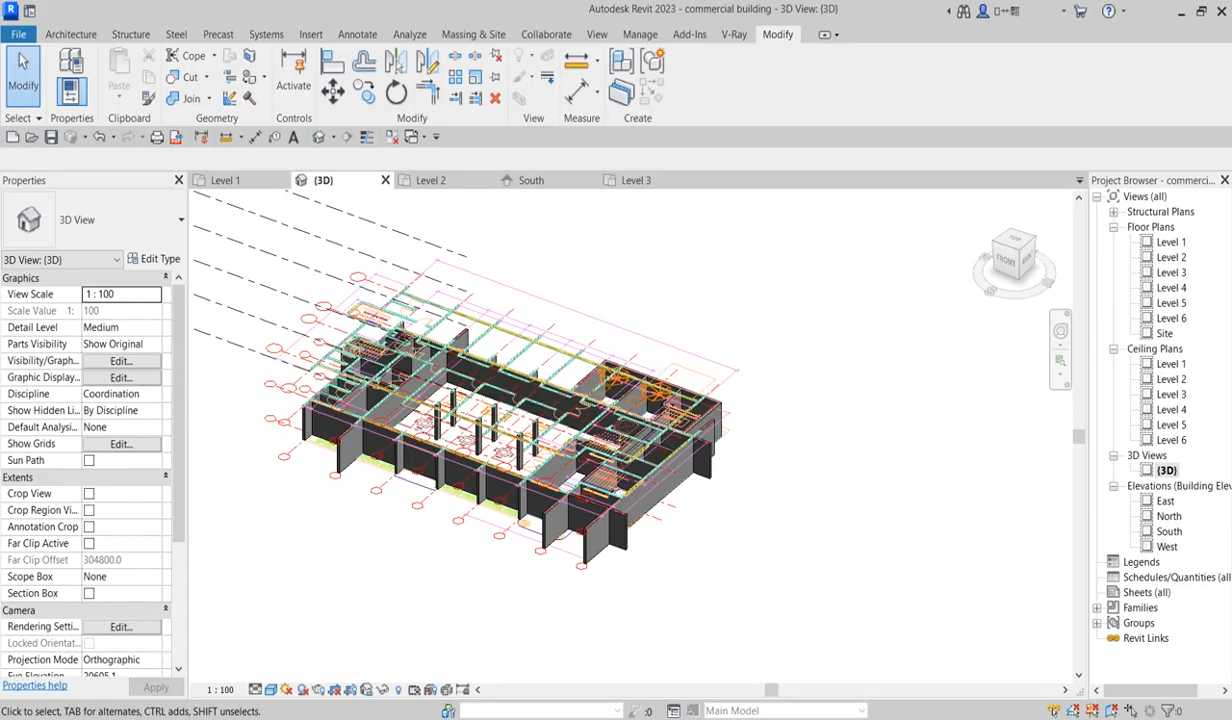 Autodesk Revit 2023 - commercial building - 3D View: {3D}
File Architecture Structure Steel Precast Systems Insert Annotate Analyze Massing & Site Collaborate View Manage Add-Ins V-Ray Modify
Modify
Paste
Cope
Cut
Join
Activate
Select Properties Clipboard Geometry Controls Modify View Measure Create
Properties
Level 1
{3D}
Level 2
South
Level 3
Project Browser - commerci...
3D View
3D View: {3D}
Edit Type
Graphics
View Scale 1 : 100
Scale Value 1: 100
Detail Level Medium
Parts Visibility Show Original
Visibility/Graph... Edit...
Graphic Display... Edit...
Discipline Coordination
Show Hidden Li... By Discipline
Default Analysi... None
Show Grids Edit...
Sun Path
Extents
Crop View
Crop Region Vi...
Annotation Crop
Far Clip Active
Far Clip Offset 304800.0
Scope Box None
Section Box
Camera
Rendering Setti... Edit...
Locked Orientat...
Projection Mode Orthographic
Eye Elevation 20605.1
Properties help
Apply
TOP
FRONT
Views (all)
Structural Plans
Floor Plans
Level 1
Level 2
Level 3
Level 4
Level 5
Level 6
Site
Ceiling Plans
Level 1
Level 2
Level 3
Level 4
Level 5
Level 6
3D Views
{3D}
Elevations (Building Elev
East
North
South
West
Legends
Schedules/Quantities (all
Sheets (all)
Families
Groups
Revit Links
1 : 100
Click to select, TAB for alternates, CTRL adds, SHIFT unselects.
:0
Main Model
:0